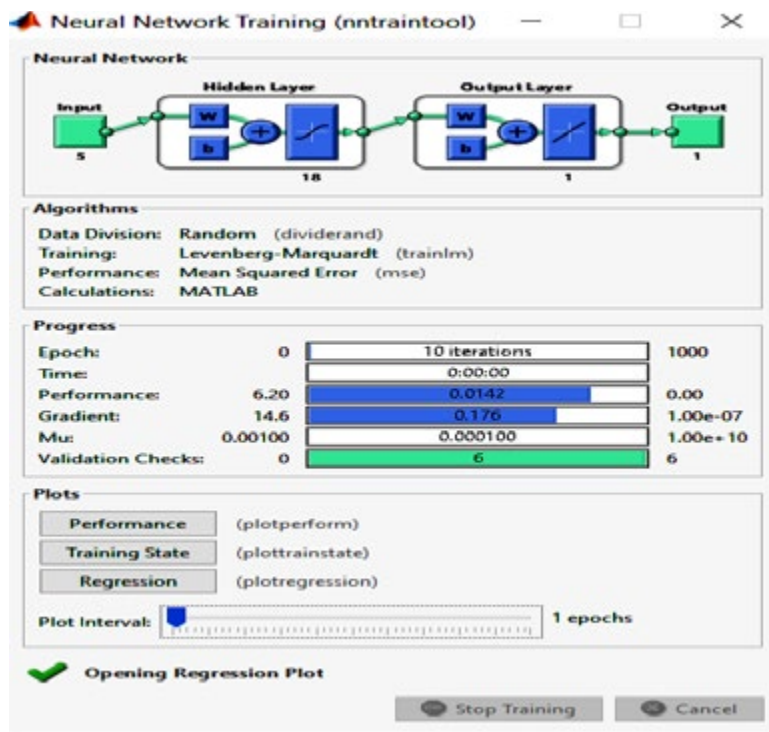 Neural Network Training (nntraintool)
Neural Network
Hidden Layer
Output Layer
Input
Output
W
b
W
b
5
18
1
1
Algorithms
Data Division: Random (dividerand)
Training: Levenberg-Marquardt (trainlm)
Performance: Mean Squared Error (mse)
Calculations: MATLAB
Progress
Epoch: 0 10 iterations 1000
Time: 0:00:00
Performance: 6.20 0.0142 0.00
Gradient: 14.6 0.176 1.00e-07
Mu: 0.00100 0.000100 1.00e+10
Validation Checks: 0 6 6
Plots
Performance (plotperform)
Training State (plottrainstate)
Regression (plotregression)
Plot Interval: 1 epochs
Opening Regression Plot
Stop Training Cancel